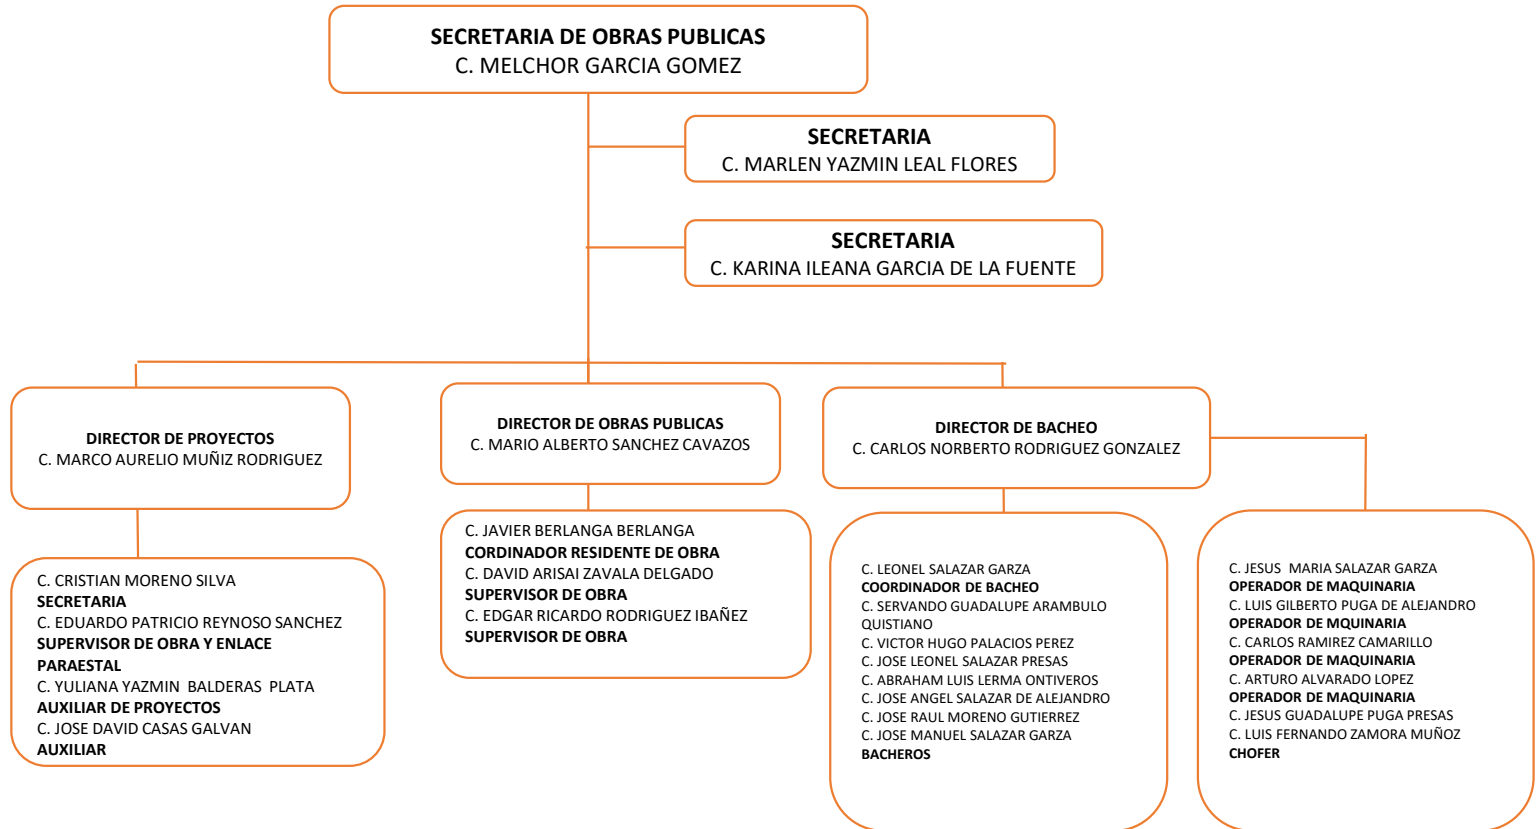 SECRETARIA DE OBRAS PUBLICAS
C. MELCHOR GARCIA GOMEZ
SECRETARIA
C. MARLEN YAZMIN LEAL FLORES
SECRETARIA
C. KARINA ILEANA GARCIA DE LA FUENTE
DIRECTOR DE PROYECTOS
C. MARCO AURELIO MUÑIZ RODRIGUEZ
DIRECTOR DE OBRAS PUBLICAS
C. MARIO ALBERTO SANCHEZ CAVAZOS
DIRECTOR DE BACHEO
C. CARLOS NORBERTO RODRIGUEZ GONZALEZ
C. CRISTIAN MORENO SILVA
SECRETARIA
C. EDUARDO PATRICIO REYNOSO SANCHEZ
SUPERVISOR DE OBRA Y ENLACE
PARAESTAL
C. YULIANA YAZMIN BALDERAS PLATA
AUXILIAR DE PROYECTOS
C. JOSE DAVID CASAS GALVAN
AUXILIAR
C. JAVIER BERLANGA BERLANGA
CORDINADOR RESIDENTE DE OBRA
C. DAVID ARISAI ZAVALA DELGADO
SUPERVISOR DE OBRA
C. EDGAR RICARDO RODRIGUEZ IBAÑEZ
SUPERVISOR DE OBRA
C. LEONEL SALAZAR GARZA
COORDINADOR DE BACHEO
C. SERVANDO GUADALUPE ARAMBULO
QUISTIANO
C. VICTOR HUGO PALACIOS PEREZ
C. JOSE LEONEL SALAZAR PRESAS
C. ABRAHAM LUIS LERMA ONTIVEROS
C. JOSE ANGEL SALAZAR DE ALEJANDRO
C. JOSE RAUL MORENO GUTIERREZ
C. JOSE MANUEL SALAZAR GARZA
BACHEROS
C. JESUS MARIA SALAZAR GARZA
OPERADOR DE MAQUINARIA
C. LUIS GILBERTO PUGA DE ALEJANDRO
OPERADOR DE MQUINARIA
C. CARLOS RAMIREZ CAMARILLO
OPERADOR DE MAQUINARIA
C. ARTURO ALVARADO LOPEZ
OPERADOR DE MAQUINARIA
C. JESUS GUADALUPE PUGA PRESAS
C. LUIS FERNANDO ZAMORA MUÑOZ
CHOFER